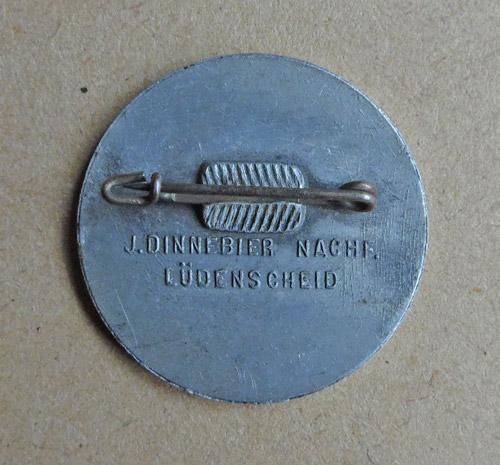 J.DINNEBIER NACHF.
LÜDENSCHEID